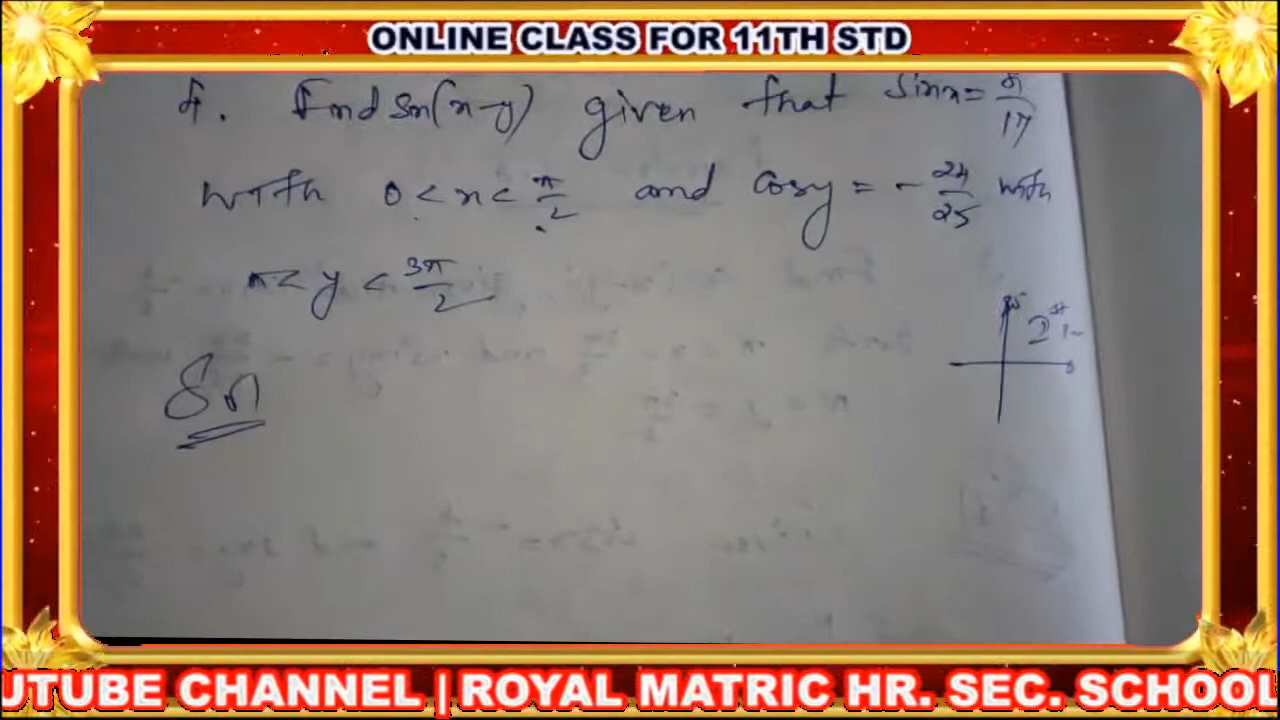 ONLINE CLASS FOR 11TH STD
4. Find Sin(x-y) given that Sinx = 8/17
with 0 < x < π/2 and Cosy = -24/25 with
π < y < 3π/2
Sn
UTUBE CHANNEL | ROYAL MATRIC HR. SEC. SCHOOL